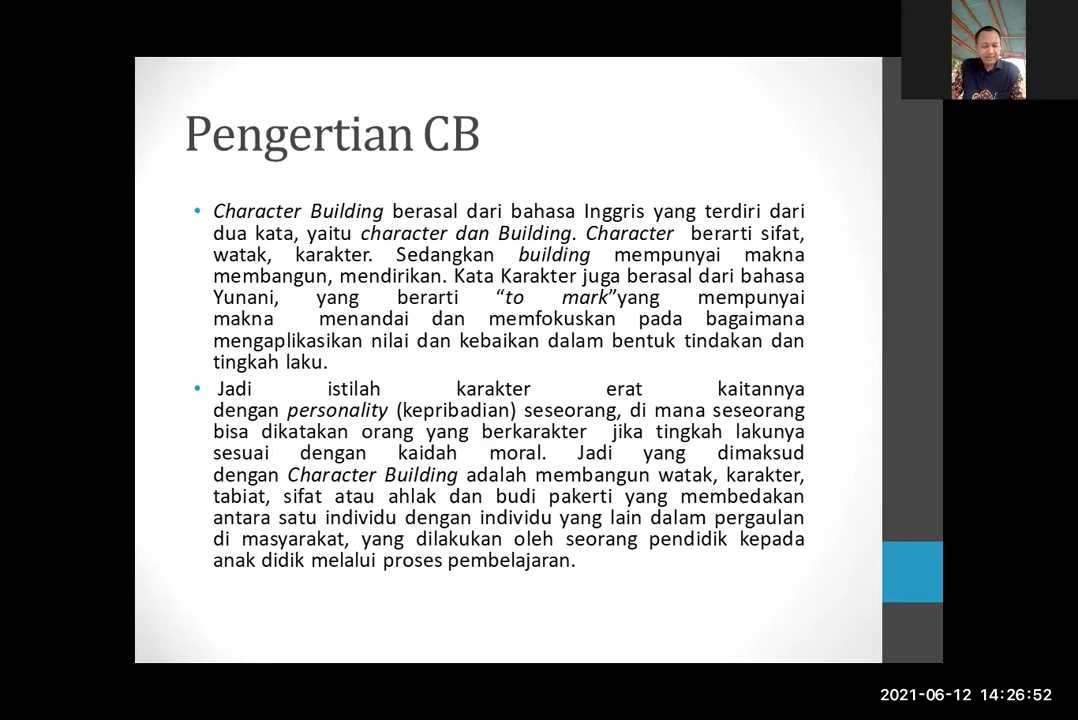 Pengertian CB
• Character Building berasal dari bahasa Inggris yang terdiri dari
dua kata, yaitu character dan Building. Character berarti sifat,
watak, karakter. Sedangkan building mempunyai makna
membangun, mendirikan. Kata Karakter juga berasal dari bahasa
Yunani, yang berarti “to mark”yang mempunyai
makna menandai dan memfokuskan pada bagaimana
mengaplikasikan nilai dan kebaikan dalam bentuk tindakan dan
tingkah laku.
• Jadi istilah karakter erat kaitannya
dengan personality (kepribadian) seseorang, di mana seseorang
bisa dikatakan orang yang berkarakter jika tingkah lakunya
sesuai dengan kaidah moral. Jadi yang dimaksud
dengan Character Building adalah membangun watak, karakter,
tabiat, sifat atau ahlak dan budi pakerti yang membedakan
antara satu individu dengan individu yang lain dalam pergaulan
di masyarakat, yang dilakukan oleh seorang pendidik kepada
anak didik melalui proses pembelajaran.
2021-06-12 14:26:52